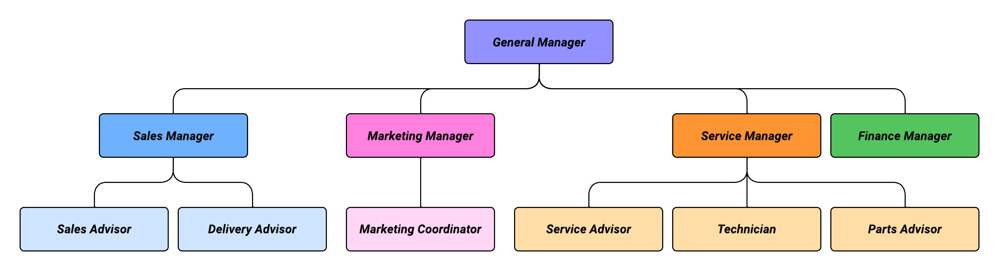 General Manager
Sales Manager
Marketing Manager
Service Manager
Finance Manager
Sales Advisor
Delivery Advisor
Marketing Coordinator
Service Advisor
Technician
Parts Advisor